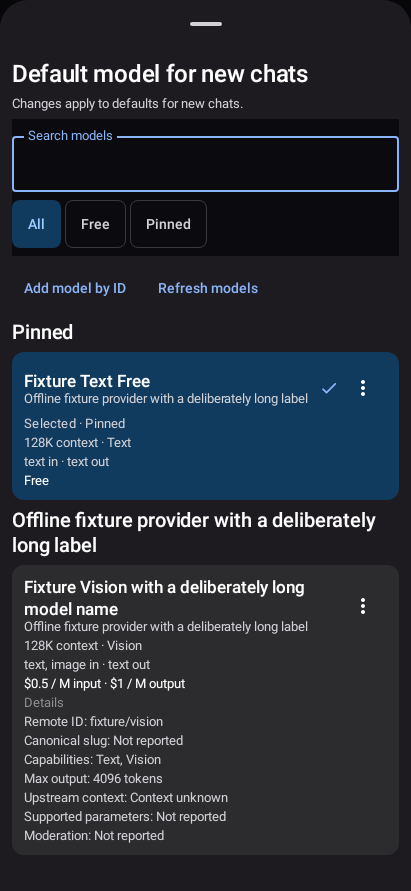 Default model for new chats
Changes apply to defaults for new chats.
Search models
All
Free
Pinned
Add model by ID
Refresh models
Pinned
Fixture Text Free
Offline fixture provider with a deliberately long label
Selected · Pinned
128K context · Text
text in · text out
Free
Offline fixture provider with a deliberately
long label
Fixture Vision with a deliberately long
model name
Offline fixture provider with a deliberately long label
128K context · Vision
text, image in · text out
$0.5 / M input · $1 / M output
Details
Remote ID: fixture/vision
Canonical slug: Not reported
Capabilities: Text, Vision
Max output: 4096 tokens
Upstream context: Context unknown
Supported parameters: Not reported
Moderation: Not reported